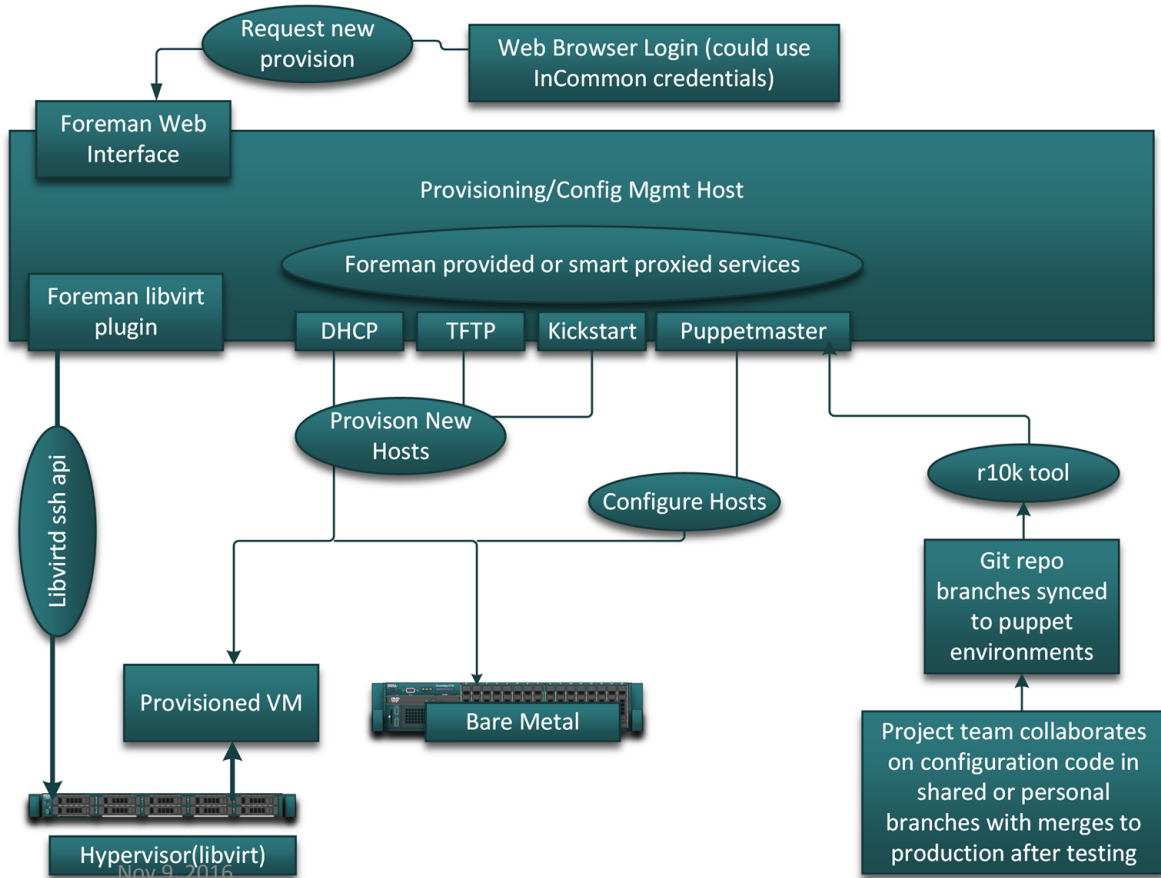 Request new
provision
Web Browser Login (could use
InCommon credentials)
Foreman Web
Interface
Provisioning/Config Mgmt Host
Foreman provided or smart proxied services
Foreman libvirt
plugin
DHCP
TFTP
Kickstart
Puppetmaster
Provison New
Hosts
Libvirtd ssh api
Configure Hosts
r10k tool
Git repo
branches synced
to puppet
environments
Provisioned VM
Bare Metal
Project team collaborates
on configuration code in
shared or personal
branches with merges to
production after testing
Hypervisor(libvirt)
Nov 9, 2016